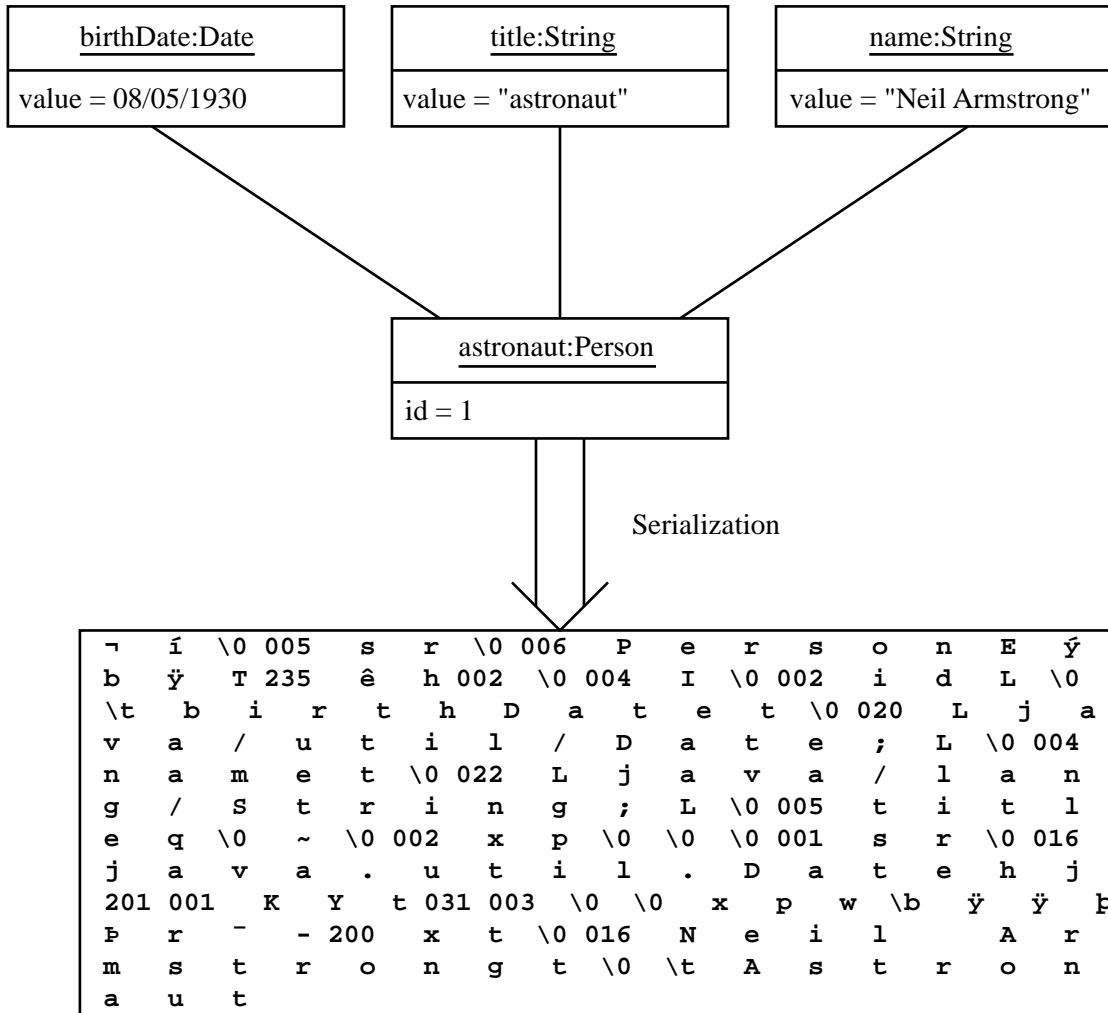 birthDate:Date
value = 08/05/1930
title:String
value = "astronaut"
name:String
value = "Neil Armstrong"
astronaut:Person
id = 1
Serialization
¬ í \0 005 s r \0 006 P e r s o n E ý
b ÿ T 235 ê h 002 \0 004 I \0 002 i d L \0
\t b i r t h D a t e t \0 020 L j a
v a / u t i l / D a t e ; L \0 004
n a m e t \0 022 L j a v a / l a n
g / S t r i n g ; L \0 005 t i t l
e q \0 ~ \0 002 x p \0 \0 \0 001 s r \0 016
j a v a . u t i l . D a t e h j
201 001 K Y t 031 003 \0 \0 x p w \b ÿ ÿ þ
Þ r ¯ - 200 x t \0 016 N e i l A r
m s t r o n g t \0 \t A s t r o n
a u t